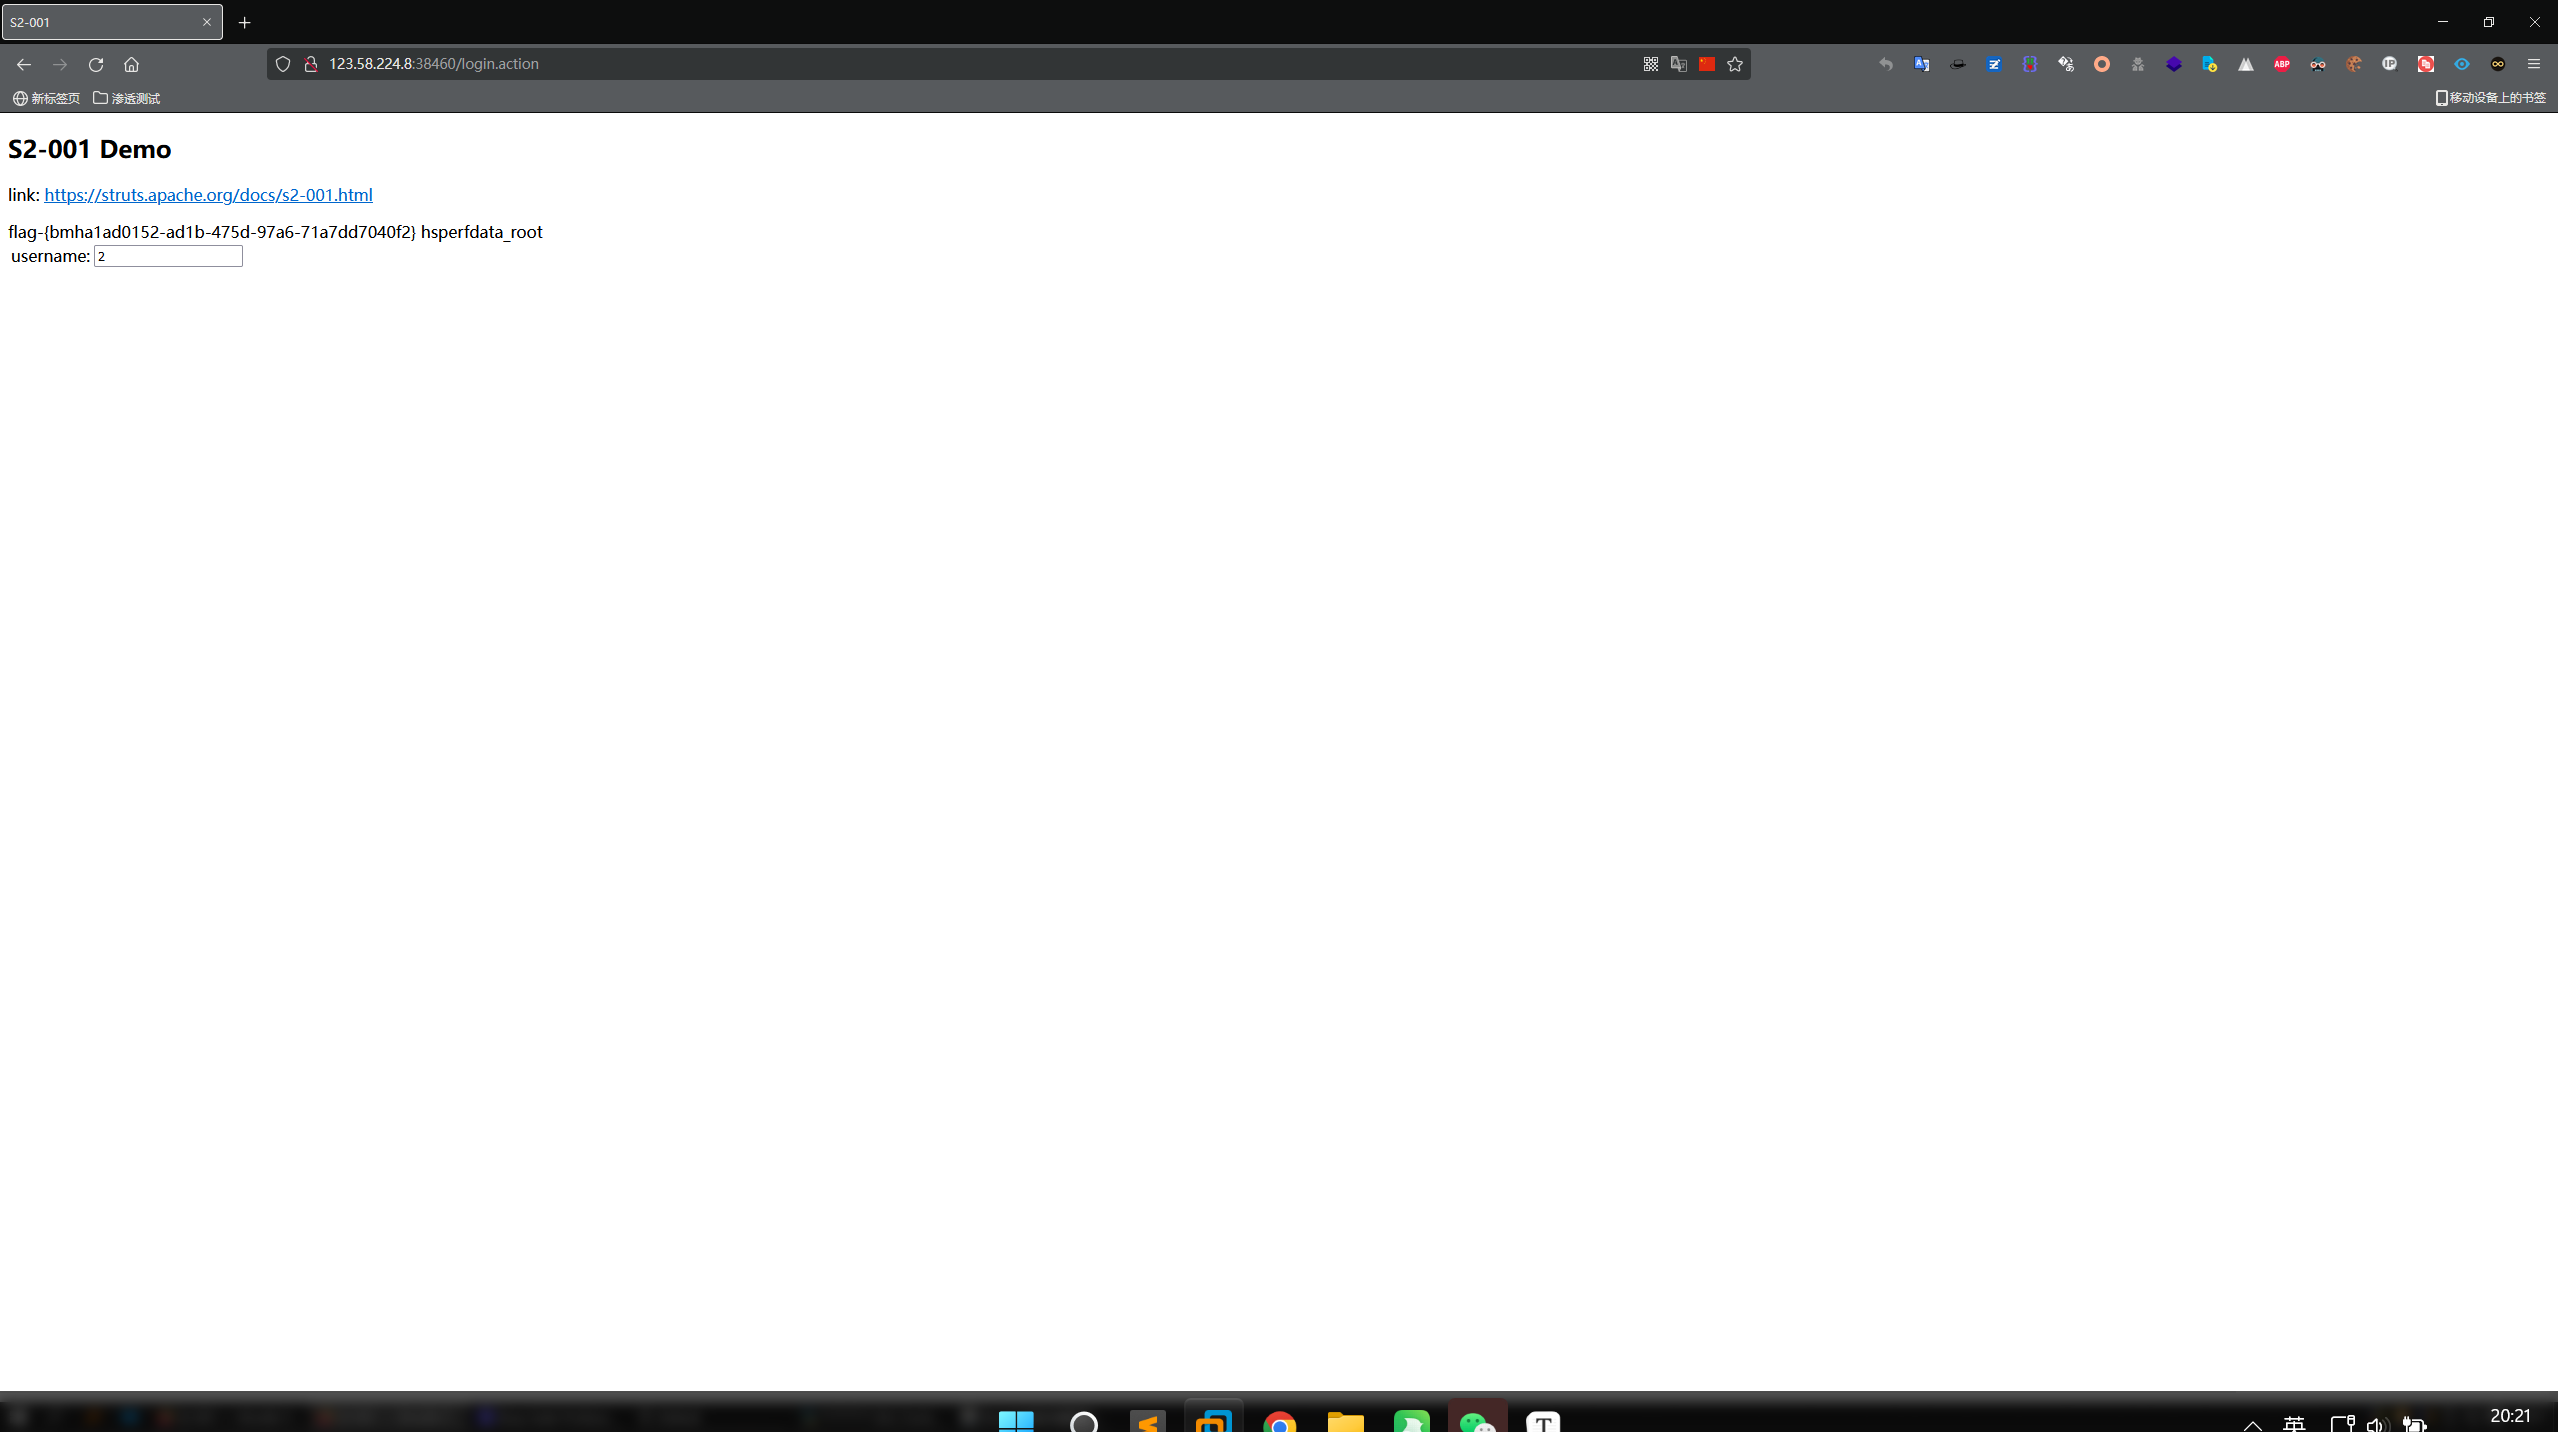 S2-001
123.58.224.8:38460/login.action
ABP
IP
新标签页
渗透测试
移动设备上的书签
S2-001 Demo
link: https://struts.apache.org/docs/s2-001.html
flag-{bmha1ad0152-ad1b-475d-97a6-71a7dd7040f2} hsperfdata_root
username: 2
T
英
20:21